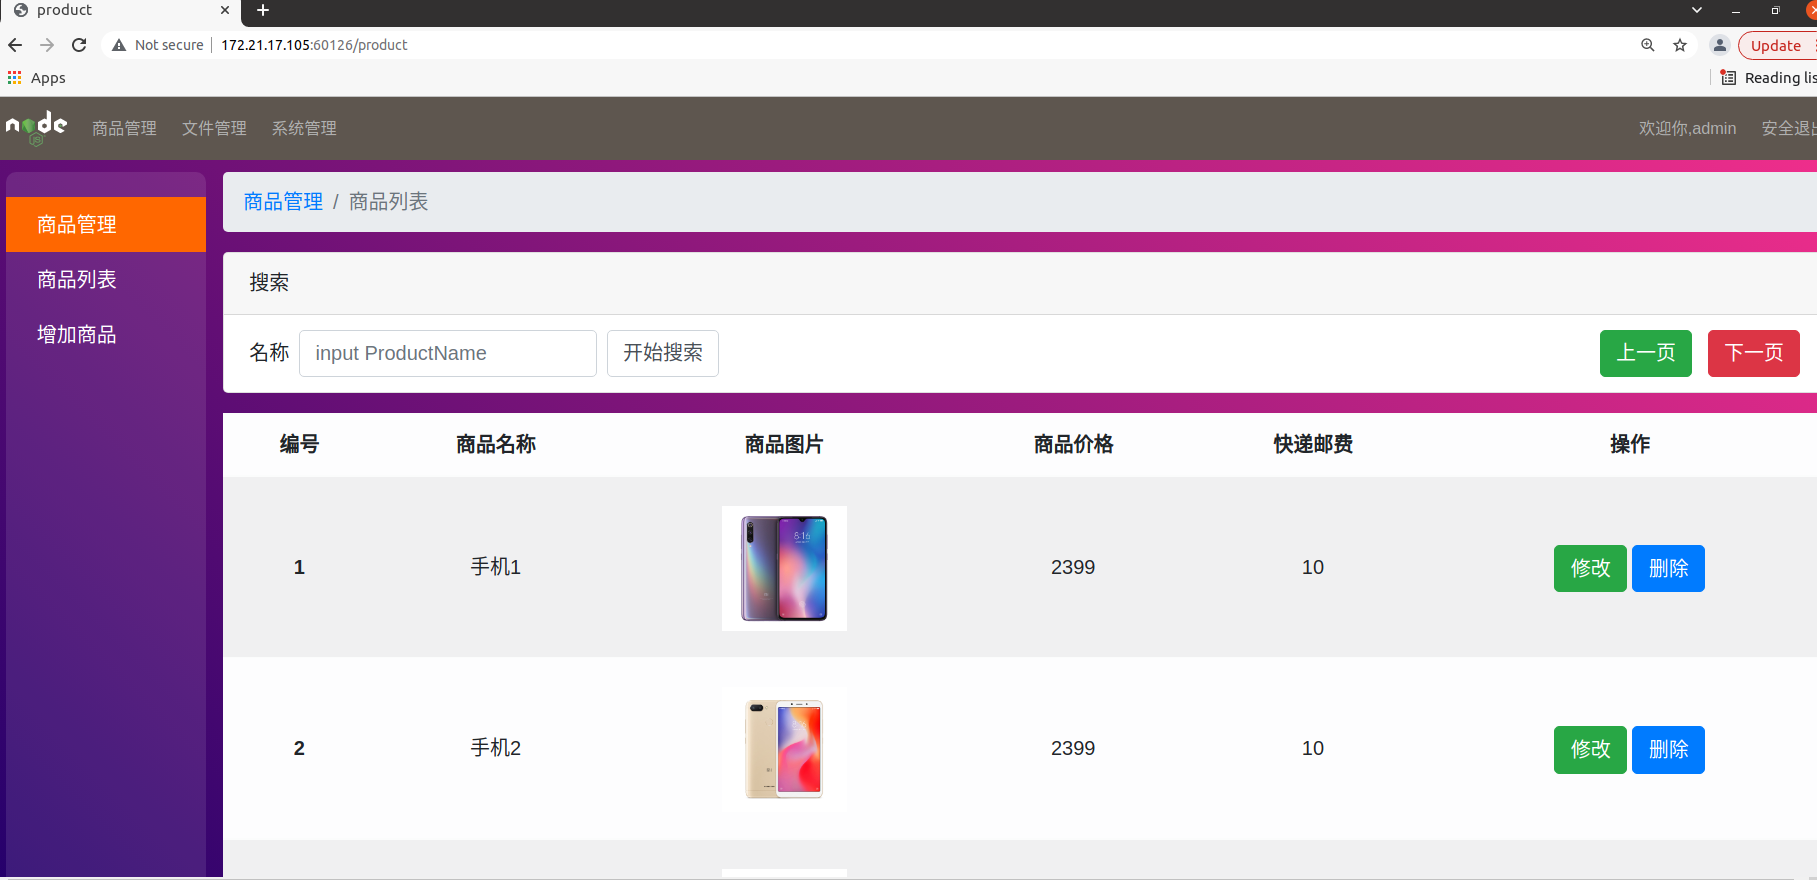 product
Not secure 172.21.17.105:60126/product
Update
Apps
Reading lis
node
JS
商品管理 文件管理 系统管理
欢迎你,admin 安全退出
商品管理
商品列表
增加商品
商品管理 / 商品列表
搜索
名称 input ProductName 开始搜索 上一页 下一页
编号 商品名称 商品图片 商品价格 快递邮费 操作
8:16
1 手机1 2399 10 修改 删除
2 手机2 2399 10 修改 删除